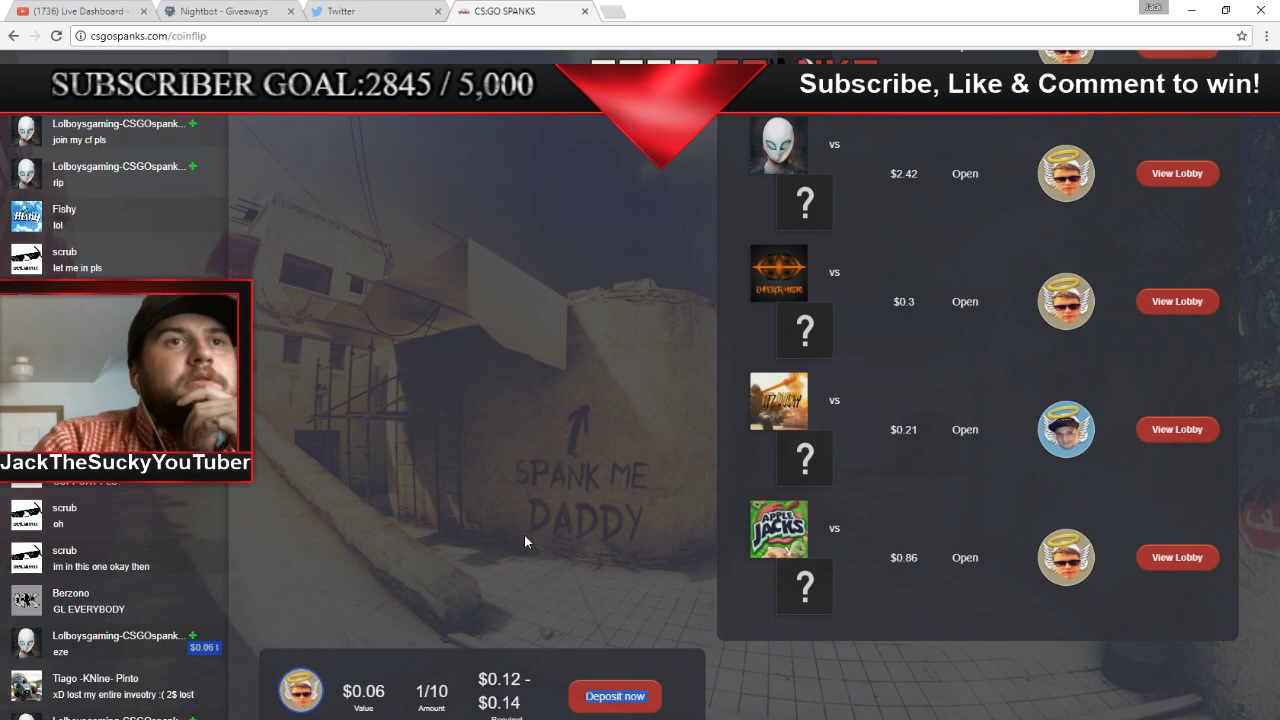 (1736) Live Dashboard -
Nightbot - Giveaways
Twitter
CS:GO SPANKS
Jack
csgospanks.com/coinflip
SUBSCRIBER GOAL:2845 / 5,000
Subscribe, Like & Comment to win!
Lolboysgaming-CSGOspank...
join my cf pls
Lolboysgaming-CSGOspank...
rip
Fishy
lol
scrub
let me in pls
JackTheSuckyYouTuber
scrub
oh
scrub
im in this one okay then
Berzono
GL EVERYBODY
Lolboysgaming-CSGOspank...
eze
$0.06
Tiago -KNine- Pinto
xD lost my entire inveotry :( 2$ lost
Lolboysgaming-CSGOspank...
SPANK ME
DADDY
vs
?
$2.42
Open
View Lobby
vs
?
$0.3
Open
View Lobby
vs
?
$0.21
Open
View Lobby
APPLE
JACKS
vs
?
$0.86
Open
View Lobby
$0.06
Value
1/10
Amount
$0.12 -
$0.14
Required
Deposit now